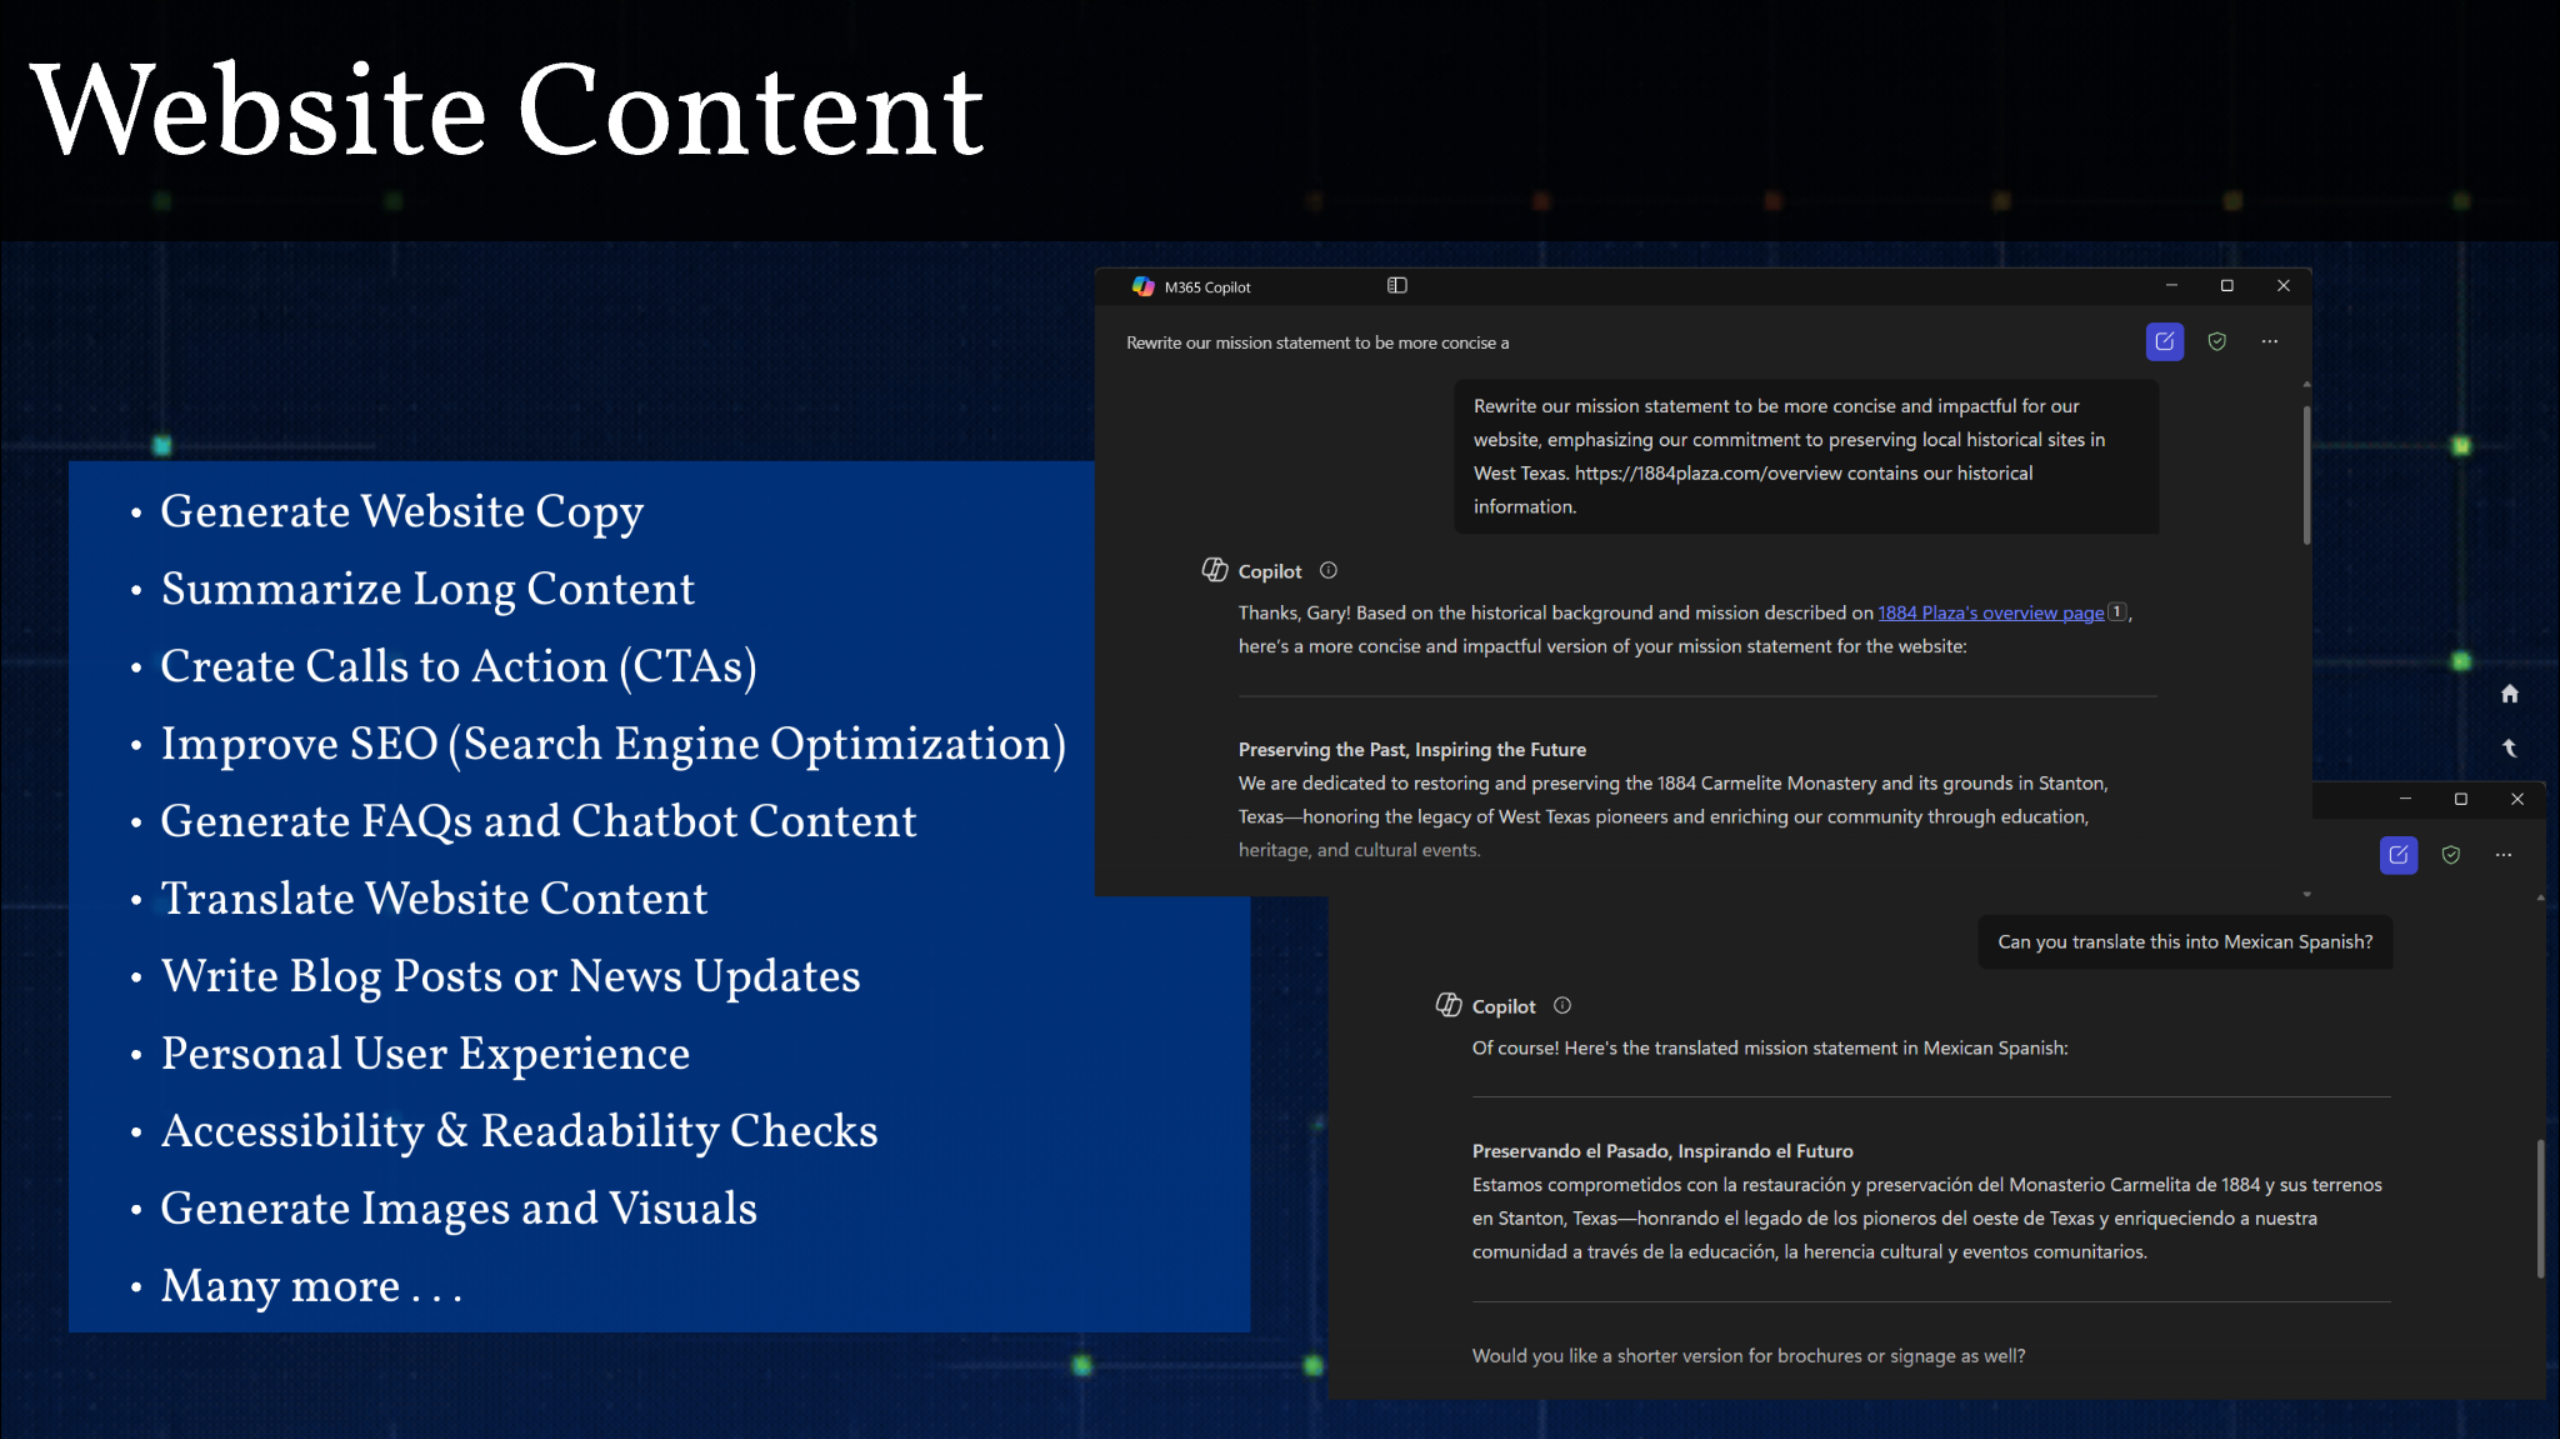 Website Content
• Generate Website Copy
• Summarize Long Content
• Create Calls to Action (CTAs)
• Improve SEO (Search Engine Optimization)
• Generate FAQs and Chatbot Content
• Translate Website Content
• Write Blog Posts or News Updates
• Personal User Experience
• Accessibility & Readability Checks
• Generate Images and Visuals
• Many more . . .
M365 Copilot
Rewrite our mission statement to be more concise a
Rewrite our mission statement to be more concise and impactful for our
website, emphasizing our commitment to preserving local historical sites in
West Texas. https://1884plaza.com/overview contains our historical
information.
Copilot
Thanks, Gary! Based on the historical background and mission described on 1884 Plaza's overview page 1,
here's a more concise and impactful version of your mission statement for the website:
Preserving the Past, Inspiring the Future
We are dedicated to restoring and preserving the 1884 Carmelite Monastery and its grounds in Stanton,
Texas—honoring the legacy of West Texas pioneers and enriching our community through education,
heritage, and cultural events.
Can you translate this into Mexican Spanish?
Copilot
Of course! Here's the translated mission statement in Mexican Spanish:
Preservando el Pasado, Inspirando el Futuro
Estamos comprometidos con la restauración y preservación del Monasterio Carmelita de 1884 y sus terrenos
en Stanton, Texas—honrando el legado de los pioneros del oeste de Texas y enriqueciendo a nuestra
comunidad a través de la educación, la herencia cultural y eventos comunitarios.
Would you like a shorter version for brochures or signage as well?